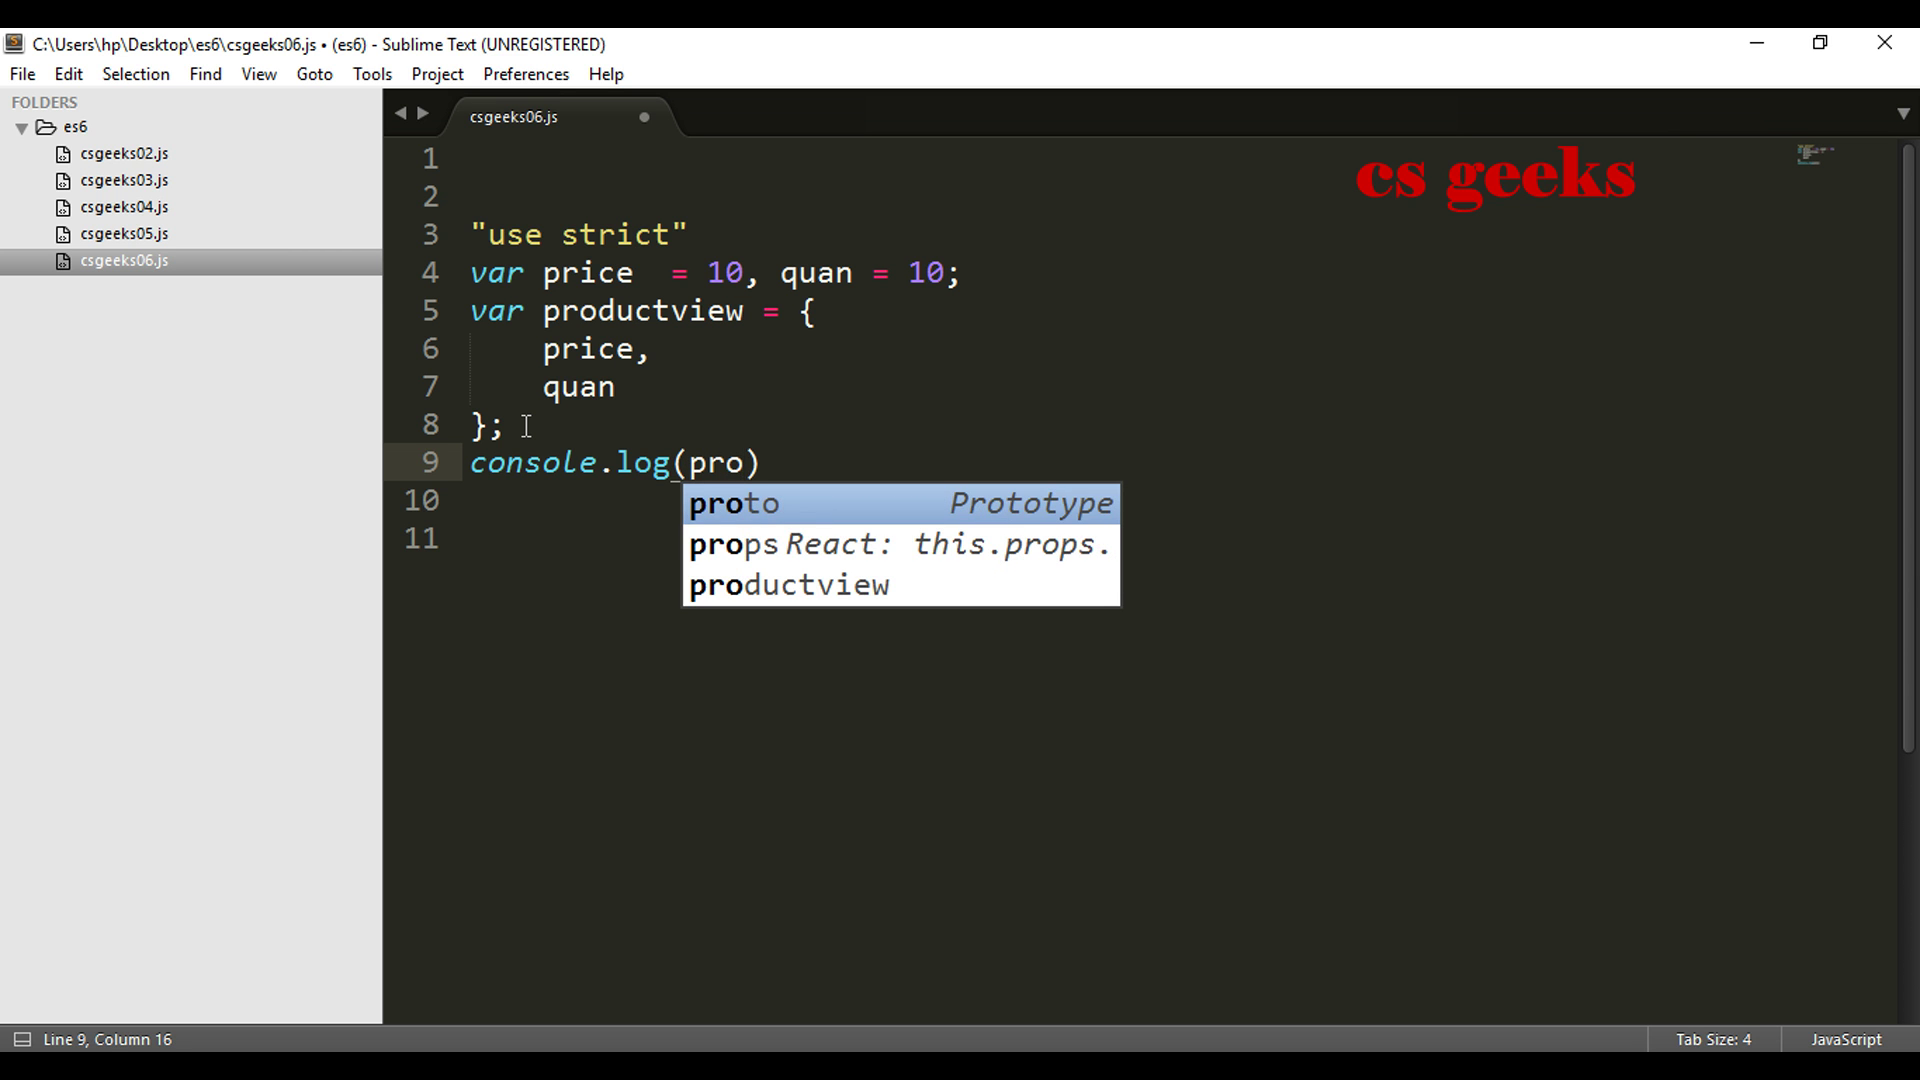 C:\Users\hp\Desktop\es6\csgeeks06.js • (es6) - Sublime Text (UNREGISTERED)
File Edit Selection Find View Goto Tools Project Preferences Help
FOLDERS
es6
csgeeks02.js
csgeeks03.js
csgeeks04.js
csgeeks05.js
csgeeks06.js
csgeeks06.js
cs geeks
1
2
3 "use strict"
4 var price  = 10, quan = 10;
5 var productview = {
6     price,
7     quan
8 };
9 console.log(pro)
10
11
proto Prototype
props React: this.props.
productview
Line 9, Column 16
Tab Size: 4
JavaScript